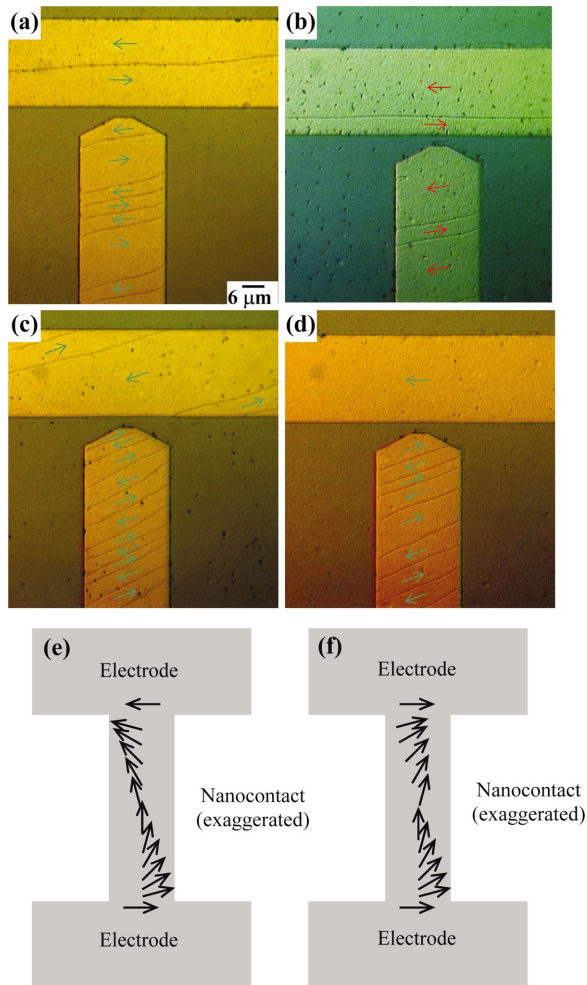 (a)
(b)
6 μm
(c)
(d)
(e)
Electrode
Nanocontact
(exaggerated)
Electrode
(f)
Electrode
Nanocontact
(exaggerated)
Electrode